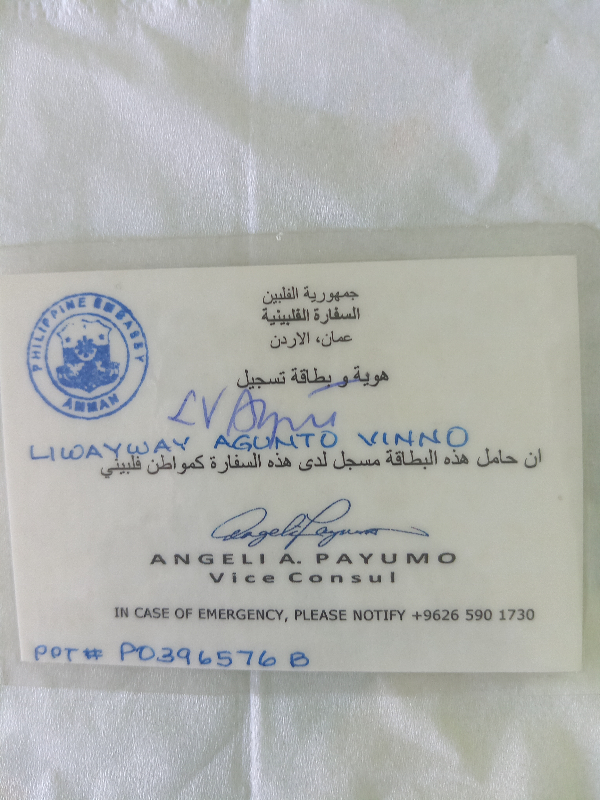 PHILIPPINE EMBASSY
AMMAN
جمهورية الفلبين
السفارة الفلبينية
عمان، الاردن
هوية و بطاقة تسجيل
LIWAYWAY AGUNTO VINNO
ان حامل هذه البطاقة مسجل لدى هذه السفارة كمواطن فلبيني
ANGELI A. PAYUMO
Vice Consul
IN CASE OF EMERGENCY, PLEASE NOTIFY +9626 590 1730
PPT# P0396576 B